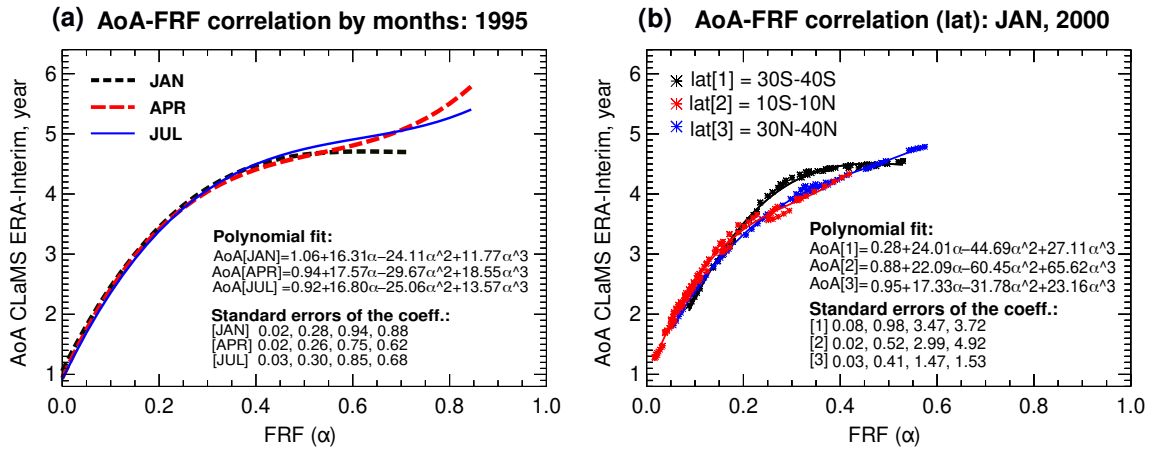 (a) AoA-FRF correlation by months: 1995
AoA CLaMS ERA-Interim, year
6
5
4
3
2
1
JAN
APR
JUL
Polynomial fit:
AoA[JAN]=1.06+16.31α−24.11α^2+11.77α^3
AoA[APR]=0.94+17.57α−29.67α^2+18.55α^3
AoA[JUL]=0.92+16.80α−25.06α^2+13.57α^3
Standard errors of the coeff.:
[JAN] 0.02, 0.28, 0.94, 0.88
[APR] 0.02, 0.26, 0.75, 0.62
[JUL] 0.03, 0.30, 0.85, 0.68
0.0 0.2 0.4 0.6 0.8 1.0
FRF (α)
(b) AoA-FRF correlation (lat): JAN, 2000
AoA CLaMS ERA-Interim, year
6
5
4
3
2
1
lat[1] = 30S-40S
lat[2] = 10S-10N
lat[3] = 30N-40N
Polynomial fit:
AoA[1]=0.28+24.01α−44.69α^2+27.11α^3
AoA[2]=0.88+22.09α−60.45α^2+65.62α^3
AoA[3]=0.95+17.33α−31.78α^2+23.16α^3
Standard errors of the coeff.:
[1] 0.08, 0.98, 3.47, 3.72
[2] 0.02, 0.52, 2.99, 4.92
[3] 0.03, 0.41, 1.47, 1.53
0.0 0.2 0.4 0.6 0.8 1.0
FRF (α)